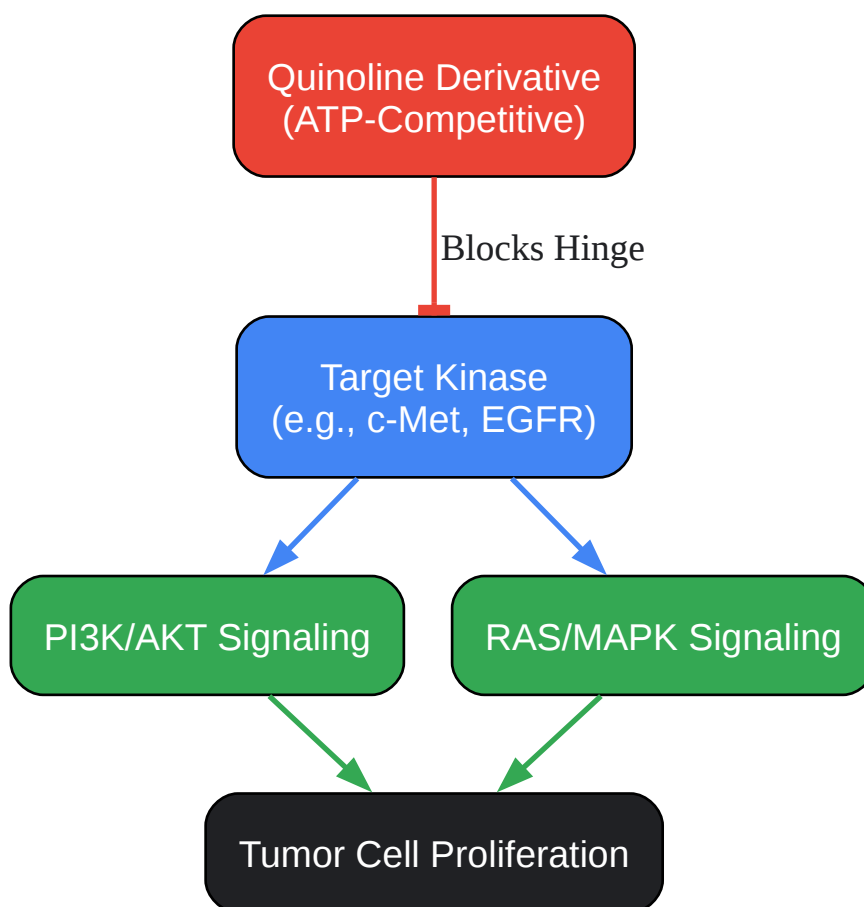 Quinoline Derivative
(ATP-Competitive)
Blocks Hinge
Target Kinase
(e.g., c-Met, EGFR)
PI3K/AKT Signaling
RAS/MAPK Signaling
Tumor Cell Proliferation